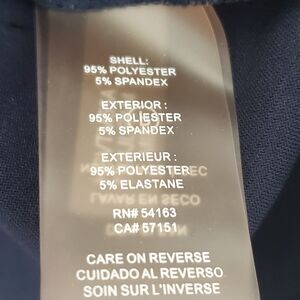 SHELL:
95% POLYESTER
5% SPANDEX
EXTERIOR :
95% POLIÉSTER
5% SPANDEX
EXTERIEUR :
95% POLYESTER
5% ELASTANE
RN# 54163
CA# 57151
CARE ON REVERSE
CUIDADO AL REVERSO
SOIN SUR L'INVERSE